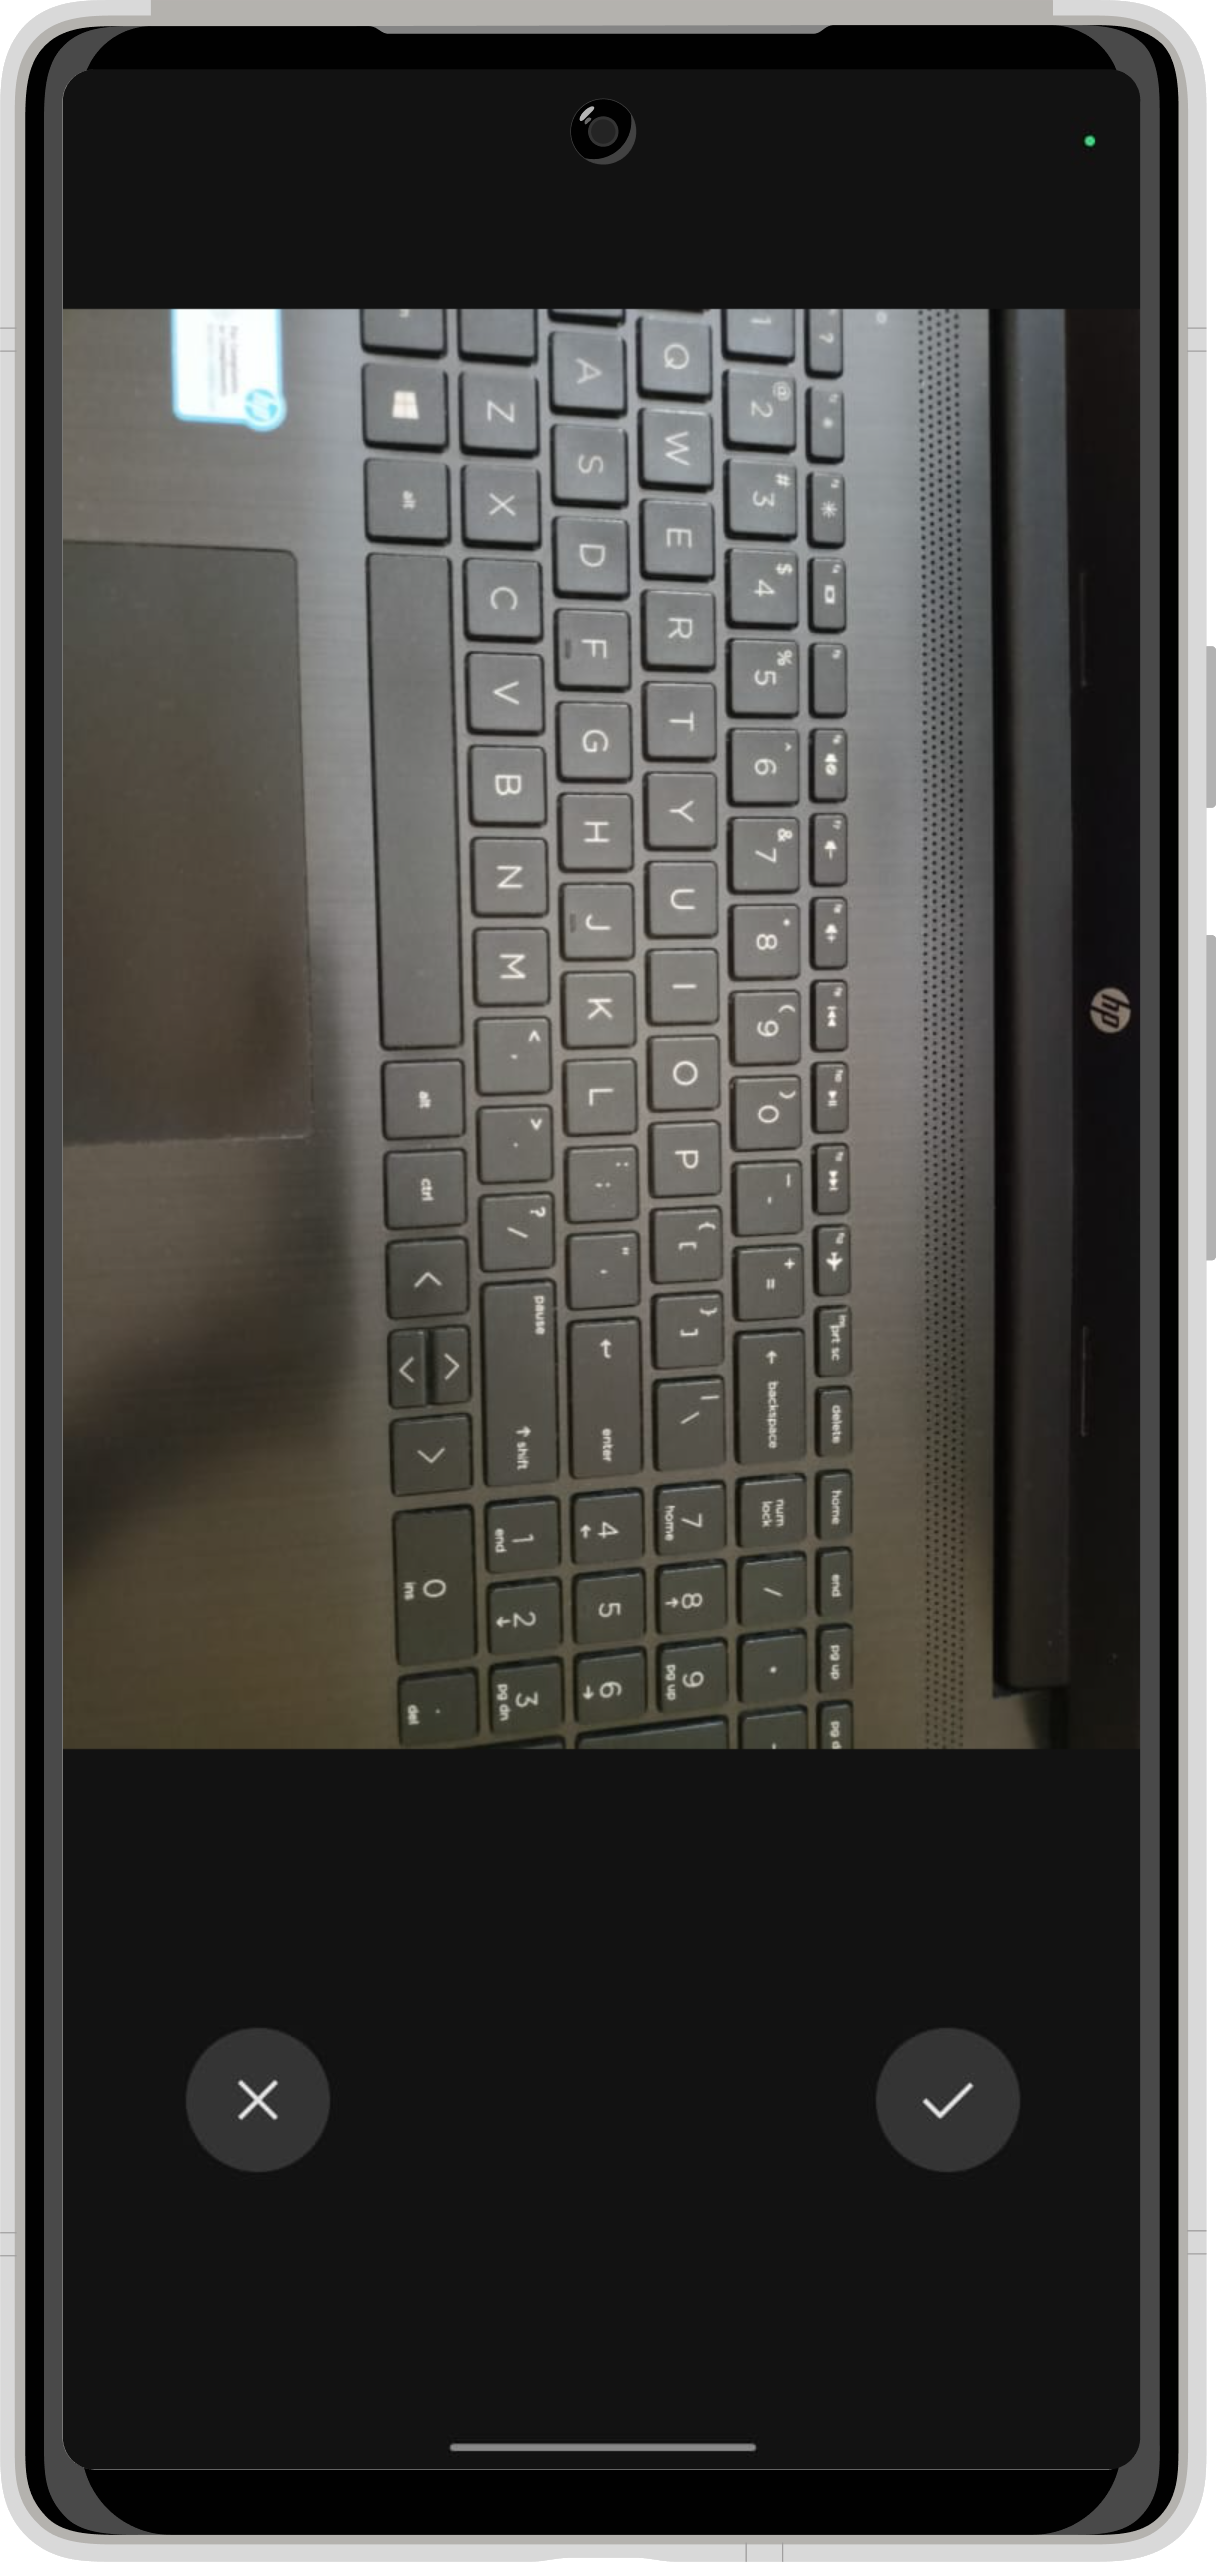 prt sc delete home end pg up
1 @ 2 # 3 $ 4 % 5 ^ 6 & 7 * 8 ( 9 ) 0 _ - + = ← backspace num lock /
Q W E R T Y U I O P { [ } ] | \ 7 home 8 ↑ 9 pg up
A S D F G H J K L : ; " ' ← enter 4 ← 5 6 →
Z X C V B N M < , > . ? / pause ↑ shift 1 end 2 ↓ 3 pg dn
alt alt ctrl 0 ins . del
hp